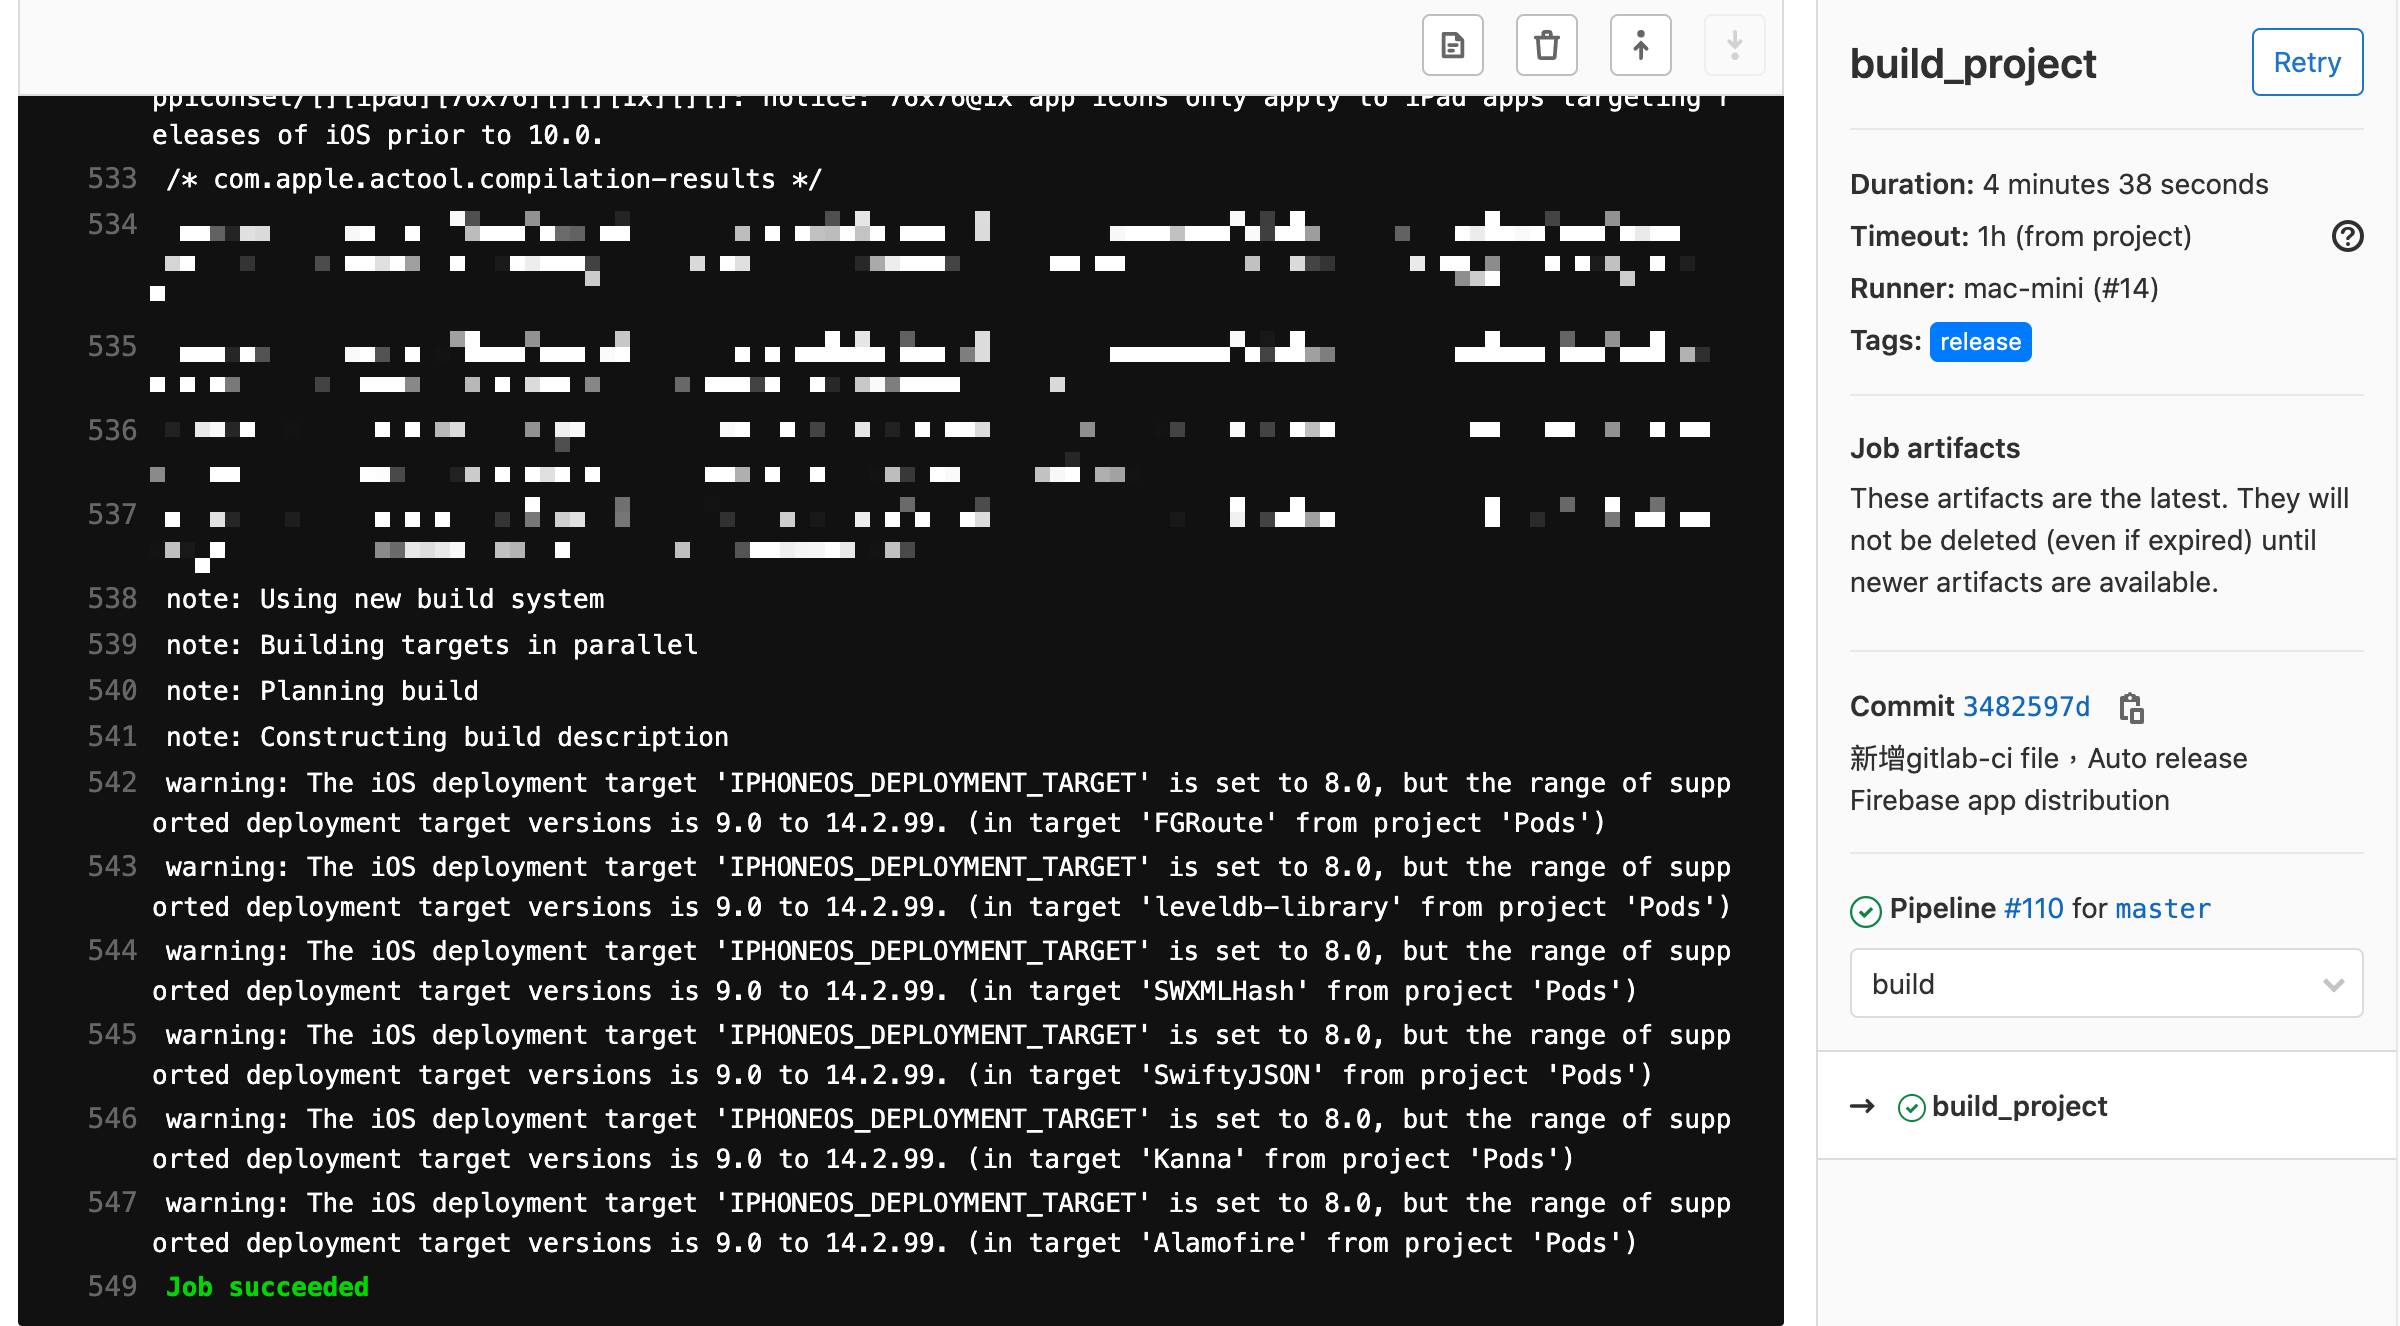 ppiconset/[][ipad][76x76][][][1x][][]: notice: 76x76@1x app icons only apply to iPad apps targeting r
eleases of iOS prior to 10.0.
533 /* com.apple.actool.compilation-results */
534
535
536
537
538 note: Using new build system
539 note: Building targets in parallel
540 note: Planning build
541 note: Constructing build description
542 warning: The iOS deployment target 'IPHONEOS_DEPLOYMENT_TARGET' is set to 8.0, but the range of supp
orted deployment target versions is 9.0 to 14.2.99. (in target 'FGRoute' from project 'Pods')
543 warning: The iOS deployment target 'IPHONEOS_DEPLOYMENT_TARGET' is set to 8.0, but the range of supp
orted deployment target versions is 9.0 to 14.2.99. (in target 'leveldb-library' from project 'Pods')
544 warning: The iOS deployment target 'IPHONEOS_DEPLOYMENT_TARGET' is set to 8.0, but the range of supp
orted deployment target versions is 9.0 to 14.2.99. (in target 'SWXMLHash' from project 'Pods')
545 warning: The iOS deployment target 'IPHONEOS_DEPLOYMENT_TARGET' is set to 8.0, but the range of supp
orted deployment target versions is 9.0 to 14.2.99. (in target 'SwiftyJSON' from project 'Pods')
546 warning: The iOS deployment target 'IPHONEOS_DEPLOYMENT_TARGET' is set to 8.0, but the range of supp
orted deployment target versions is 9.0 to 14.2.99. (in target 'Kanna' from project 'Pods')
547 warning: The iOS deployment target 'IPHONEOS_DEPLOYMENT_TARGET' is set to 8.0, but the range of supp
orted deployment target versions is 9.0 to 14.2.99. (in target 'Alamofire' from project 'Pods')
549 Job succeeded
build_project
Retry
Duration: 4 minutes 38 seconds
Timeout: 1h (from project)
Runner: mac-mini (#14)
Tags: release
Job artifacts
These artifacts are the latest. They will
not be deleted (even if expired) until
newer artifacts are available.
Commit 3482597d
新增gitlab-ci file，Auto release
Firebase app distribution
Pipeline #110 for master
build
→ build_project